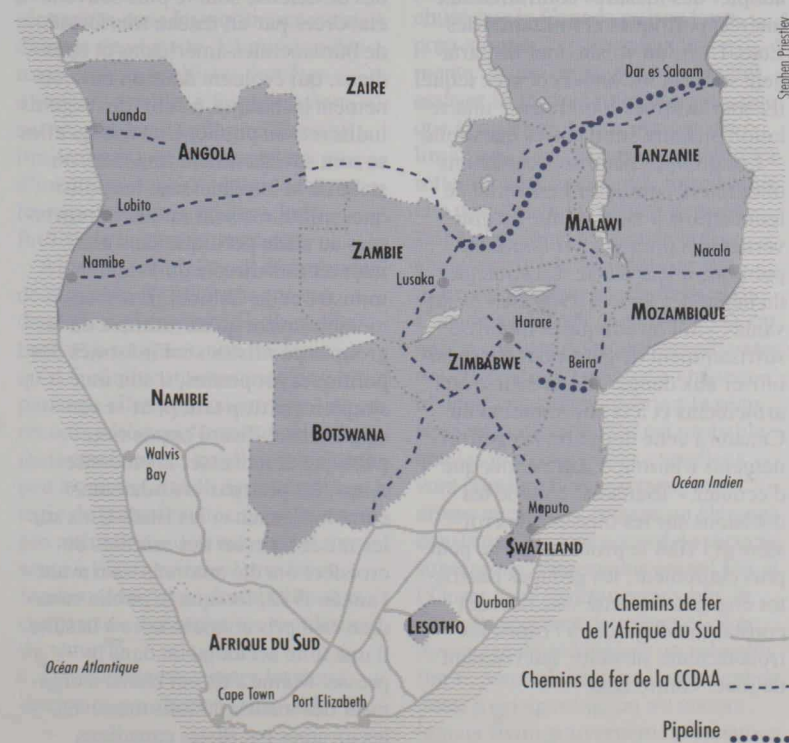 Stephen Priestley
ZAIRE
Dar es Salaam
Luanda
ANGOLA
TANZANIE
Lobito
MALAWI
ZAMBIE
Nacala
Namibe
Lusaka
MOZAMBIQUE
Harare
ZIMBABWE
Beira
NAMIBIE
BOTSWANA
Walvis
Bay
Océan Indien
Maputo
SWAZILAND
Durban
LESOTHO
AFRIQUE DU SUD
Océan Atlantique
Cape Town
Port Elizabeth
Chemins de fer
de l'Afrique du Sud
Chemins de fer de la CCDAA
Pipeline